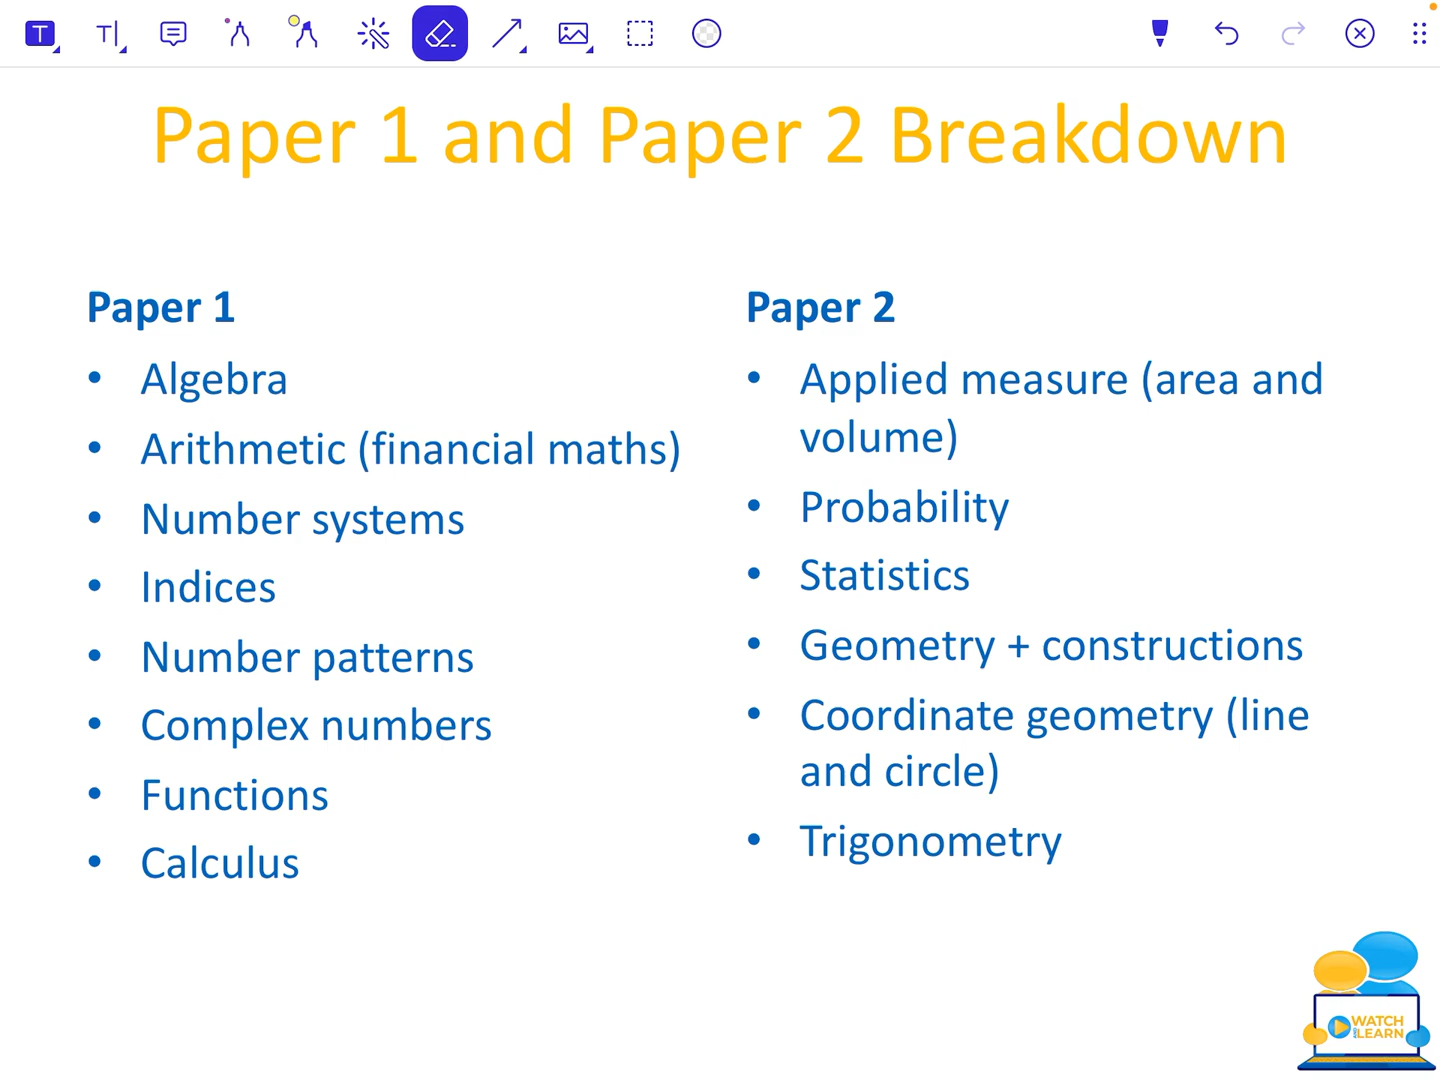 T
T
Paper 1 and Paper 2 Breakdown
Paper 1
• Algebra
• Arithmetic (financial maths)
• Number systems
• Indices
• Number patterns
• Complex numbers
• Functions
• Calculus
Paper 2
• Applied measure (area and
volume)
• Probability
• Statistics
• Geometry + constructions
• Coordinate geometry (line
and circle)
• Trigonometry
WATCH
AND LEARN